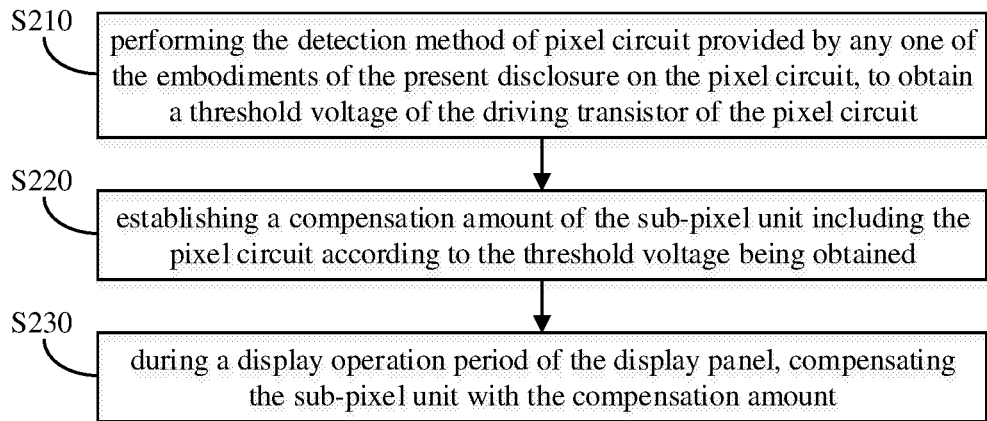 S210
performing the detection method of pixel circuit provided by any one of
the embodiments of the present disclosure on the pixel circuit, to obtain
a threshold voltage of the driving transistor of the pixel circuit
S220
establishing a compensation amount of the sub-pixel unit including the
pixel circuit according to the threshold voltage being obtained
S230
during a display operation period of the display panel, compensating
the sub-pixel unit with the compensation amount